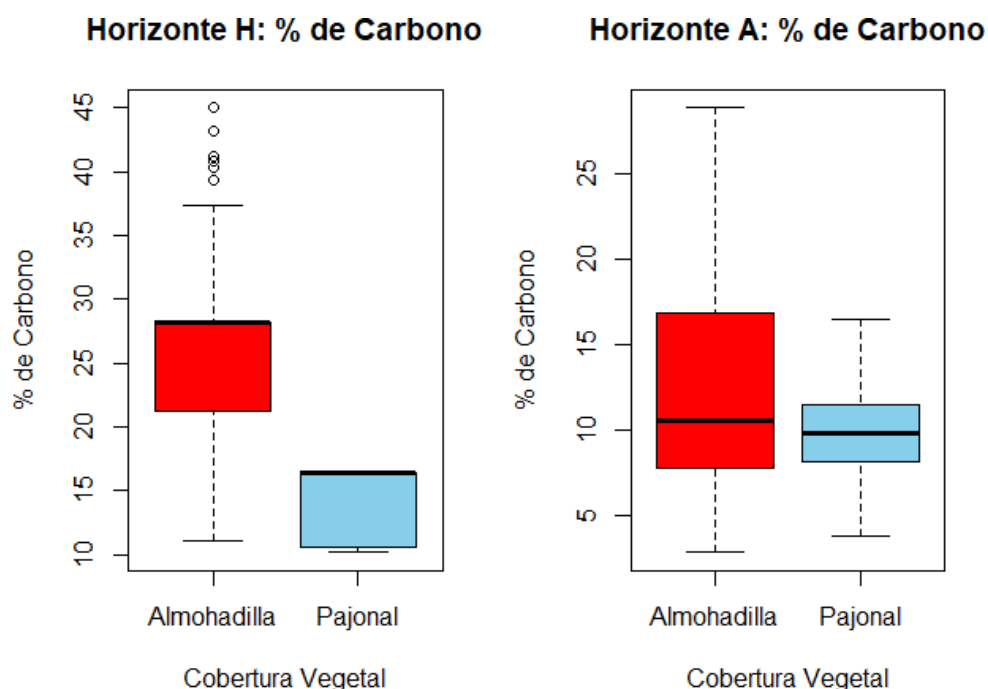 Horizonte H: % de Carbono
% de Carbono
45
40
35
30
25
20
15
10
Almohadilla Pajonal
Cobertura Vegetal
Horizonte A: % de Carbono
% de Carbono
25
20
15
10
5
Almohadilla Pajonal
Cobertura Vegetal